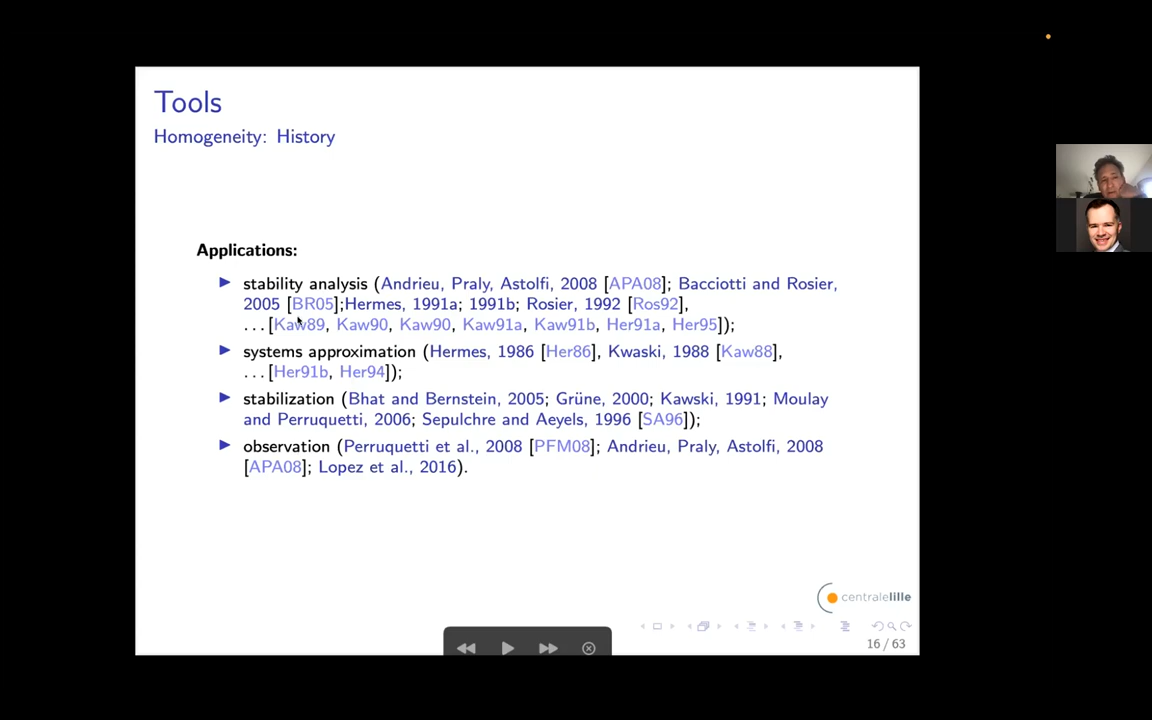 Tools
Homogeneity: History
Applications:
stability analysis (Andrieu, Praly, Astolfi, 2008 [APA08]; Bacciotti and Rosier,
2005 [BR05];Hermes, 1991a; 1991b; Rosier, 1992 [Ros92],
...[Kaw89, Kaw90, Kaw90, Kaw91a, Kaw91b, Her91a, Her95]);
systems approximation (Hermes, 1986 [Her86], Kwaski, 1988 [Kaw88],
...[Her91b, Her94]);
stabilization (Bhat and Bernstein, 2005; Grüne, 2000; Kawski, 1991; Moulay
and Perruquetti, 2006; Sepulchre and Aeyels, 1996 [SA96]);
observation (Perruquetti et al., 2008 [PFM08]; Andrieu, Praly, Astolfi, 2008
[APA08]; Lopez et al., 2016).
centralelille
16 / 63